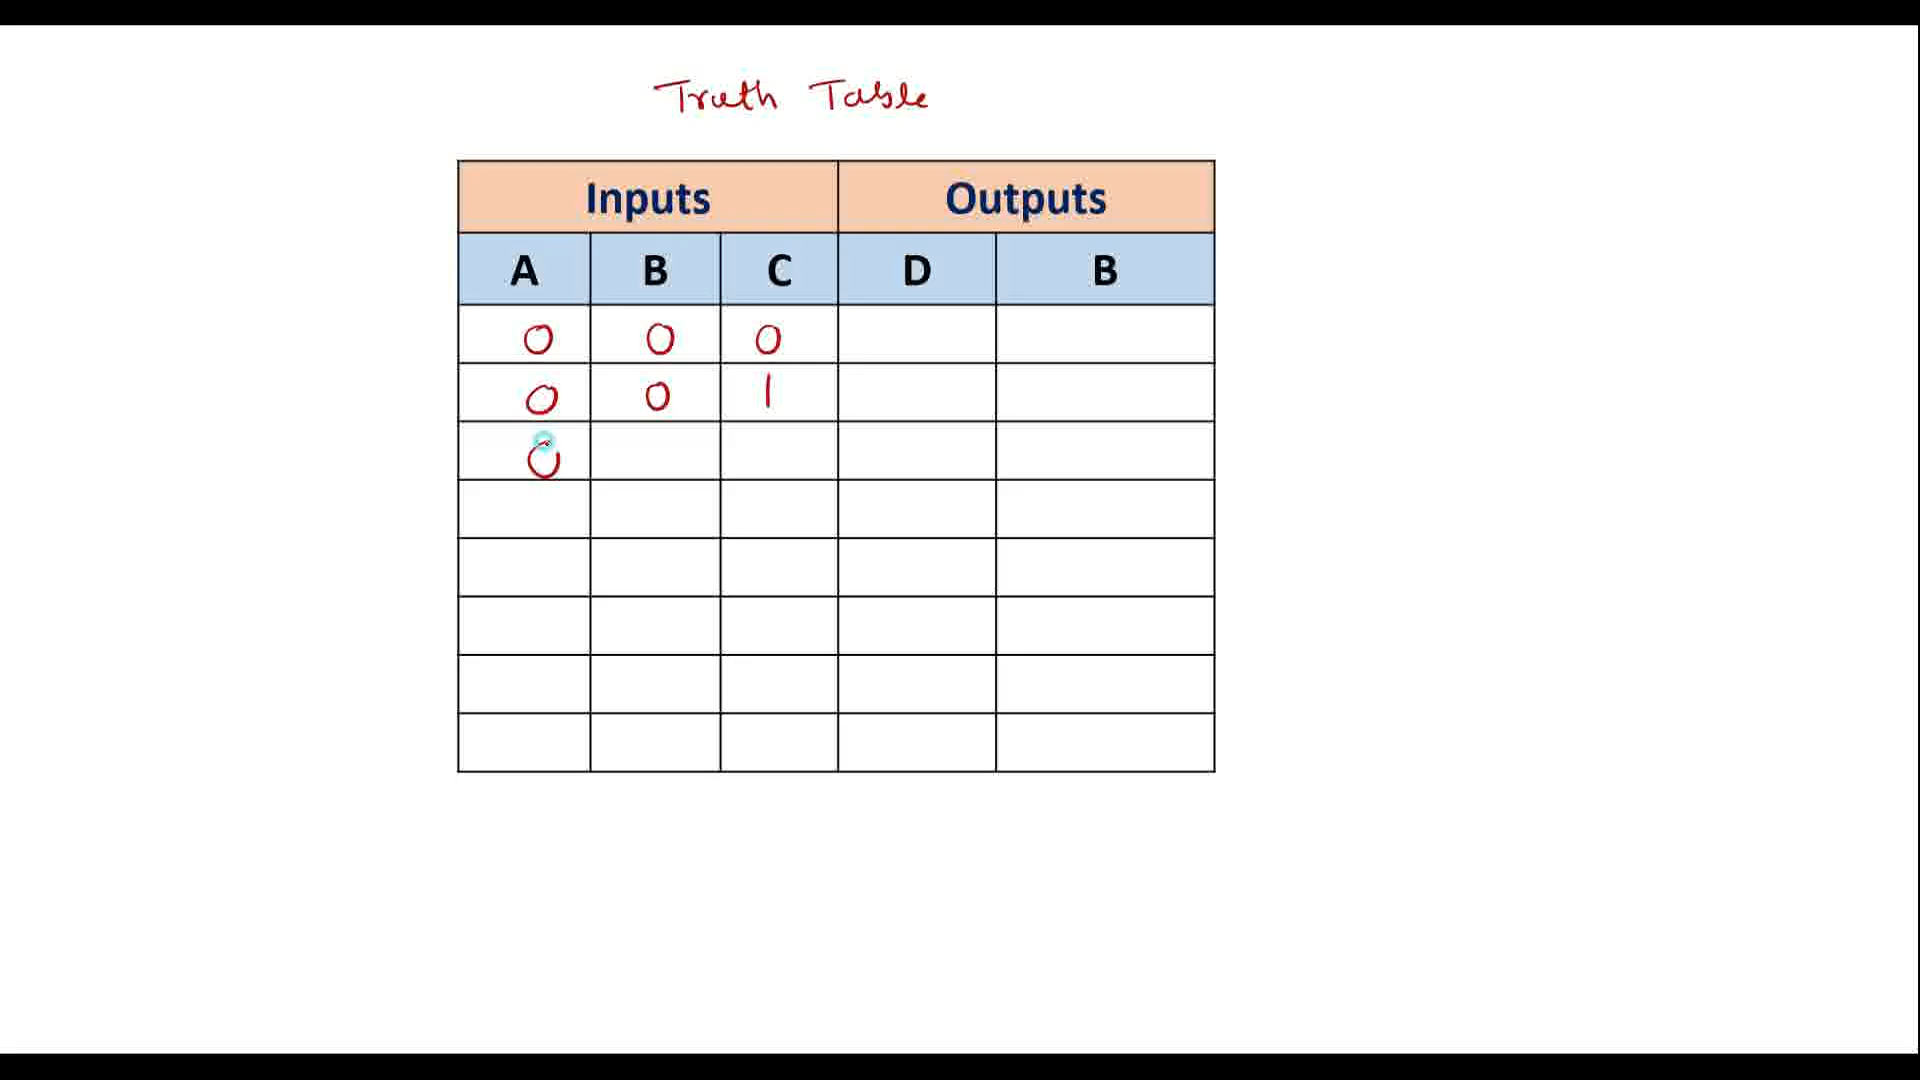 Truth Table
Inputs Outputs
A B C D B
0 0 0
0 0 1
0